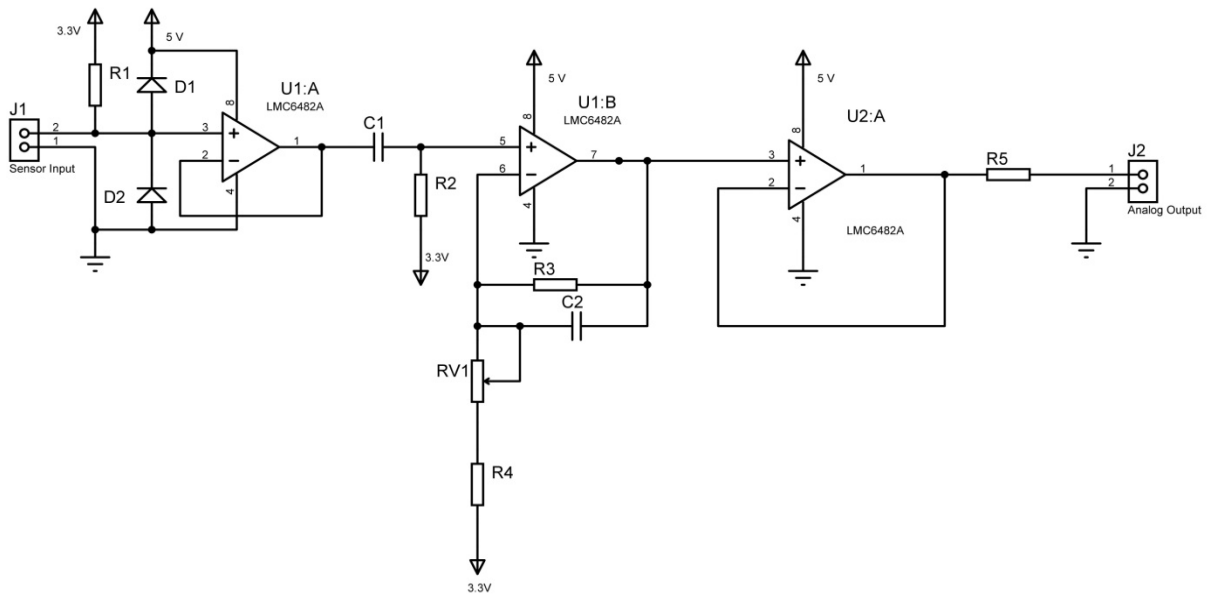 3.3V
5 V
R1
D1
J1
2
1
Sensor Input
D2
U1:A
LMC6482A
8
3
2
1
4
C1
R2
3.3V
5 V
U1:B
LMC6482A
8
5
6
7
4
R3
C2
RV1
R4
3.3V
5 V
U2:A
8
3
2
1
4
LMC6482A
R5
J2
1
2
Analog Output